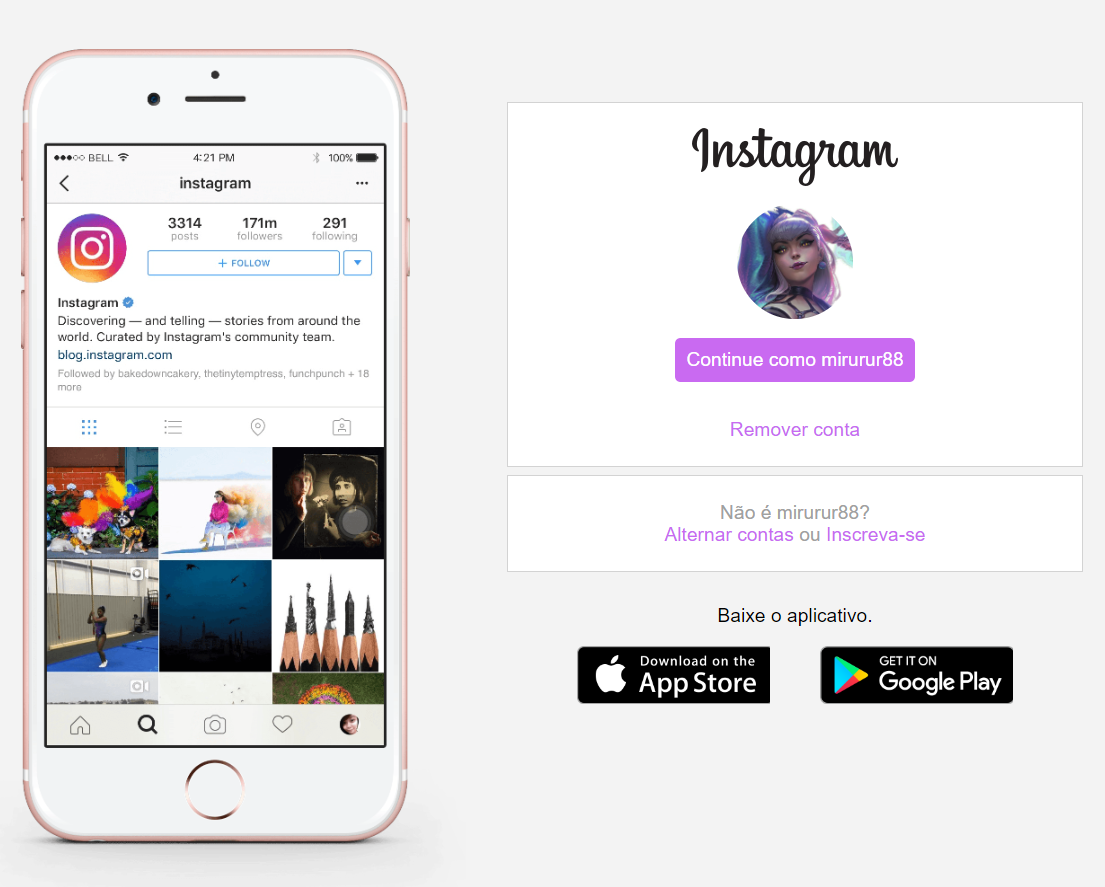 BELL
4:21 PM
100%
instagram
3314
171m
291
posts
followers
following
+ FOLLOW
Instagram
Discovering — and telling — stories from around the
world. Curated by Instagram's community team.
blog.instagram.com
Followed by bakedowncakery, thetinytemptress, funchpunch + 18
more
Instagram
Continue como mirurur88
Remover conta
Não é mirurur88?
Alternar contas ou Inscreva-se
Baixe o aplicativo.
Download on the
App Store
GET IT ON
Google Play